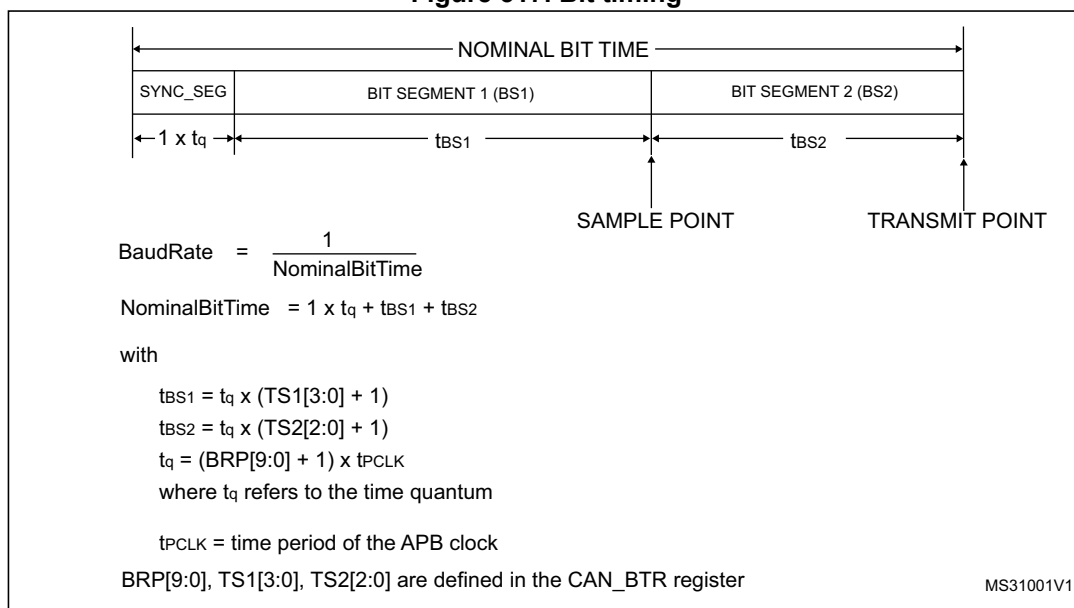 NOMINAL BIT TIME
SYNC_SEG BIT SEGMENT 1 (BS1) BIT SEGMENT 2 (BS2)
1 x tq tBS1 tBS2
SAMPLE POINT TRANSMIT POINT
BaudRate = 1
NominalBitTime
NominalBitTime = 1 x tq + tBS1 + tBS2
with
tBS1 = tq x (TS1[3:0] + 1)
tBS2 = tq x (TS2[2:0] + 1)
tq = (BRP[9:0] + 1) x tPCLK
where tq refers to the time quantum
tPCLK = time period of the APB clock
BRP[9:0], TS1[3:0], TS2[2:0] are defined in the CAN_BTR register
MS31001V1